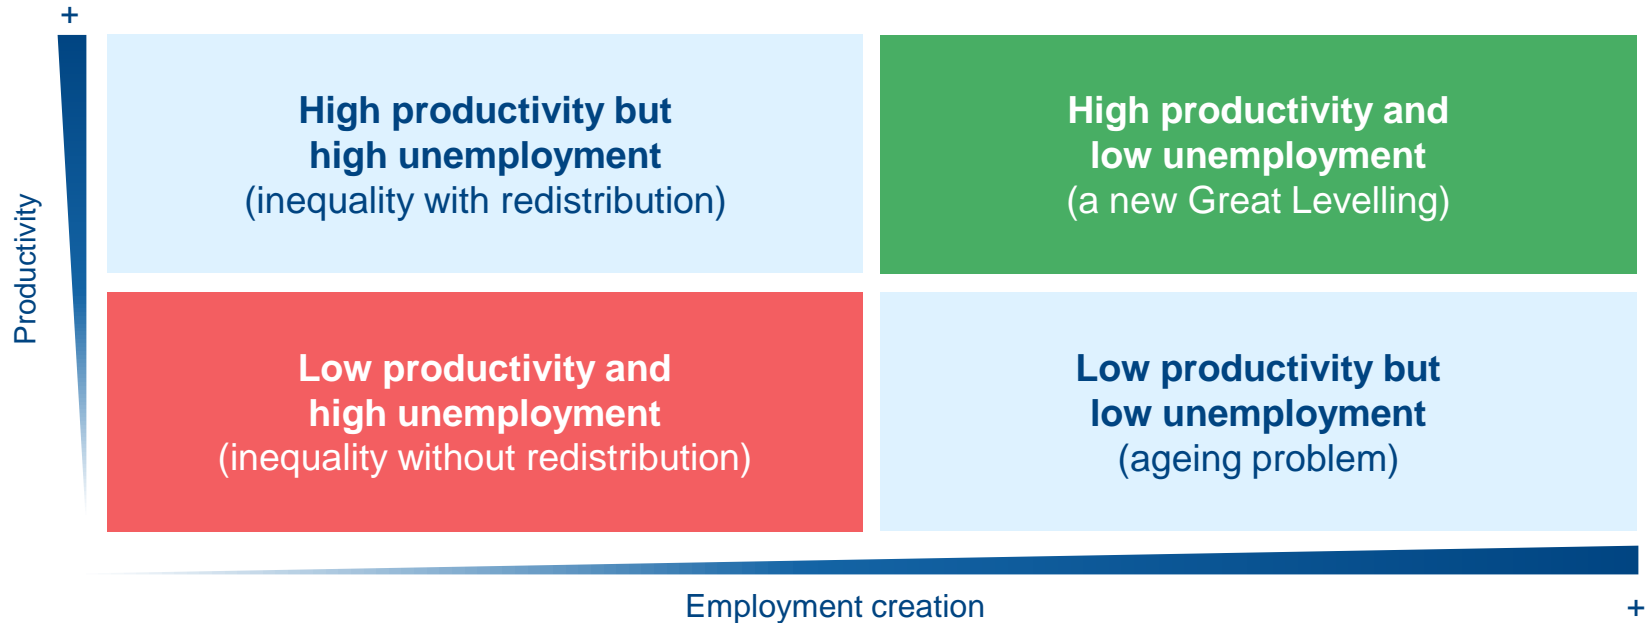 +
High productivity but
high unemployment
(inequality with redistribution)
High productivity and
low unemployment
(a new Great Levelling)
Productivity
Low productivity and
high unemployment
(inequality without redistribution)
Low productivity but
low unemployment
(ageing problem)
Employment creation
+